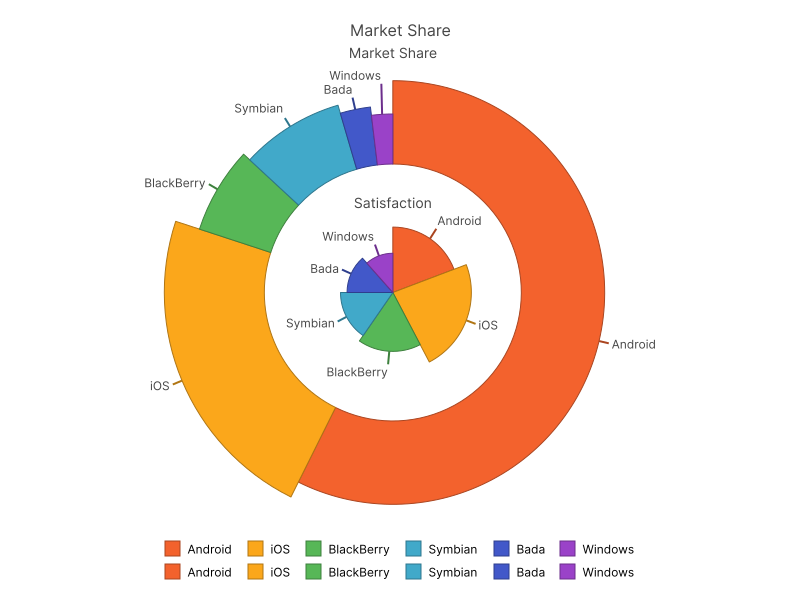 Market Share
Market Share
Windows
Bada
Symbian
BlackBerry
Satisfaction
Android
Windows
Bada
iOS
Symbian
Android
BlackBerry
iOS
Android iOS BlackBerry Symbian Bada Windows
Android iOS BlackBerry Symbian Bada Windows